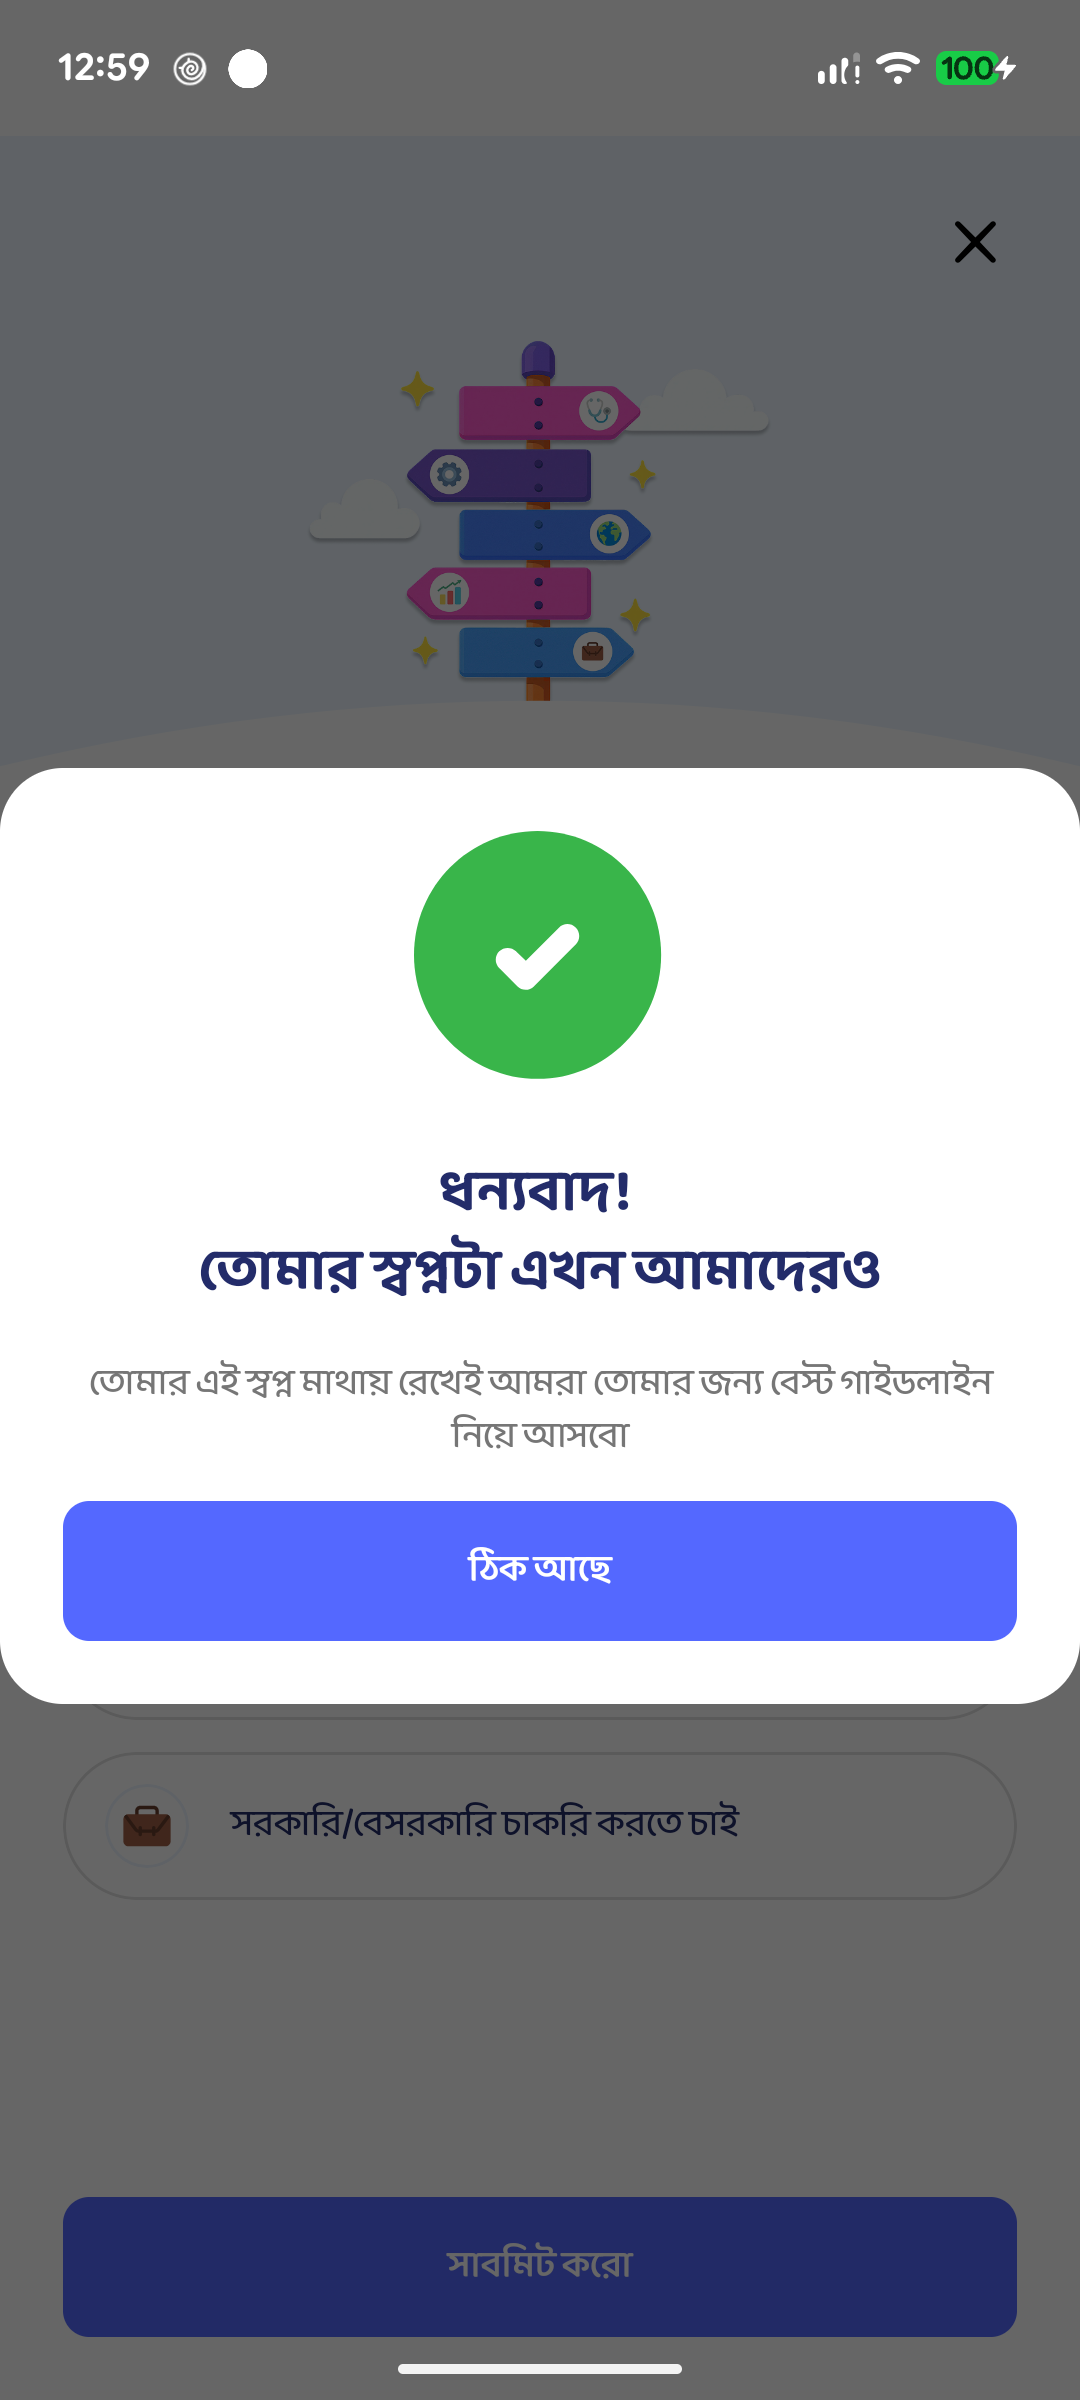 12:59
100
ধন্যবাদ!
তোমার স্বপ্নটা এখন আমাদেরও
তোমার এই স্বপ্ন মাথায় রেখেই আমরা তোমার জন্য বেস্ট গাইডলাইন
নিয়ে আসবো
ঠিক আছে
সরকারি/বেসরকারি চাকরি করতে চাই
সাবমিট করো